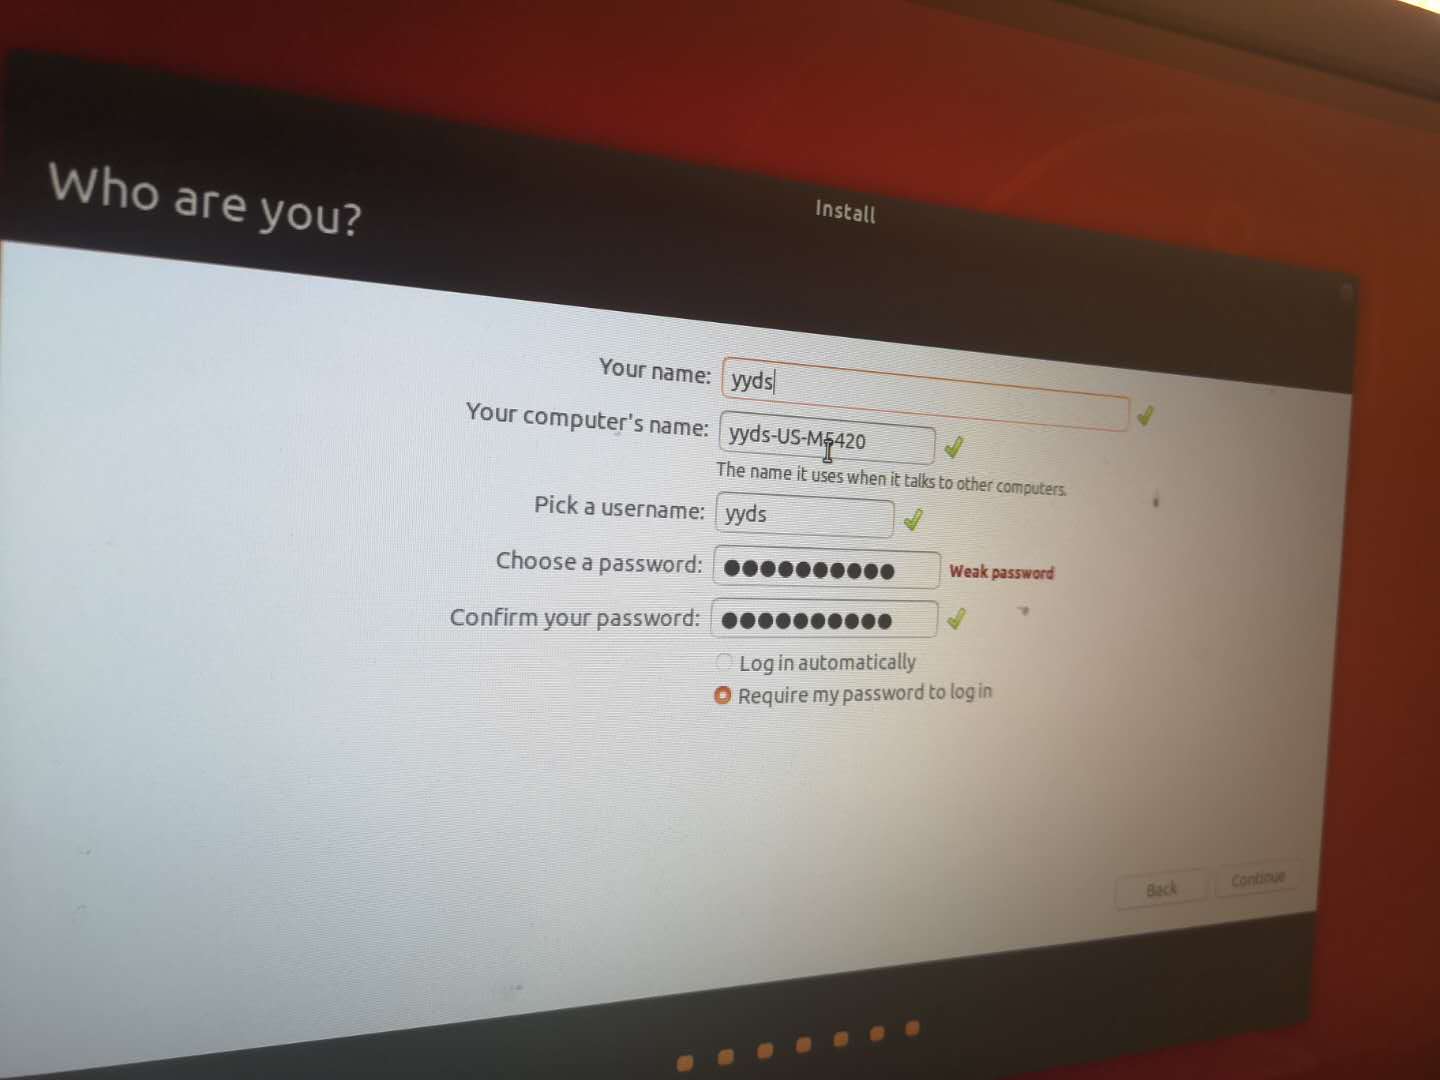 Install
Who are you?
Your name: yyds
Your computer's name: yyds-US-M5420
The name it uses when it talks to other computers.
Pick a username: yyds
Choose a password: ●●●●●●●●●● Weak password
Confirm your password: ●●●●●●●●●●
Log in automatically
Require my password to log in
Back Continue